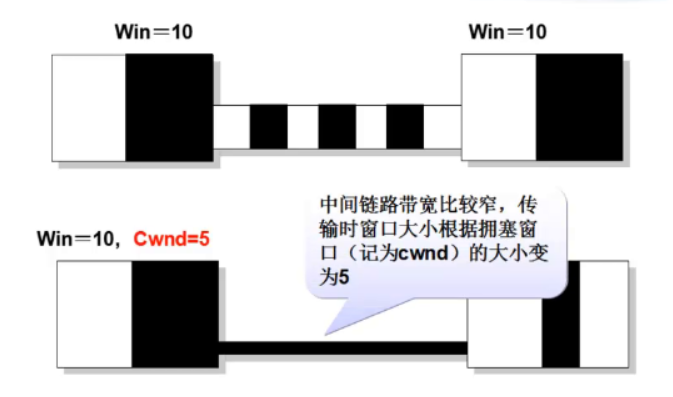 Win＝10
Win＝10
中间链路带宽比较窄，传
输时窗口大小根据拥塞窗
口（记为cwnd）的大小变
为5
Win＝10，Cwnd=5